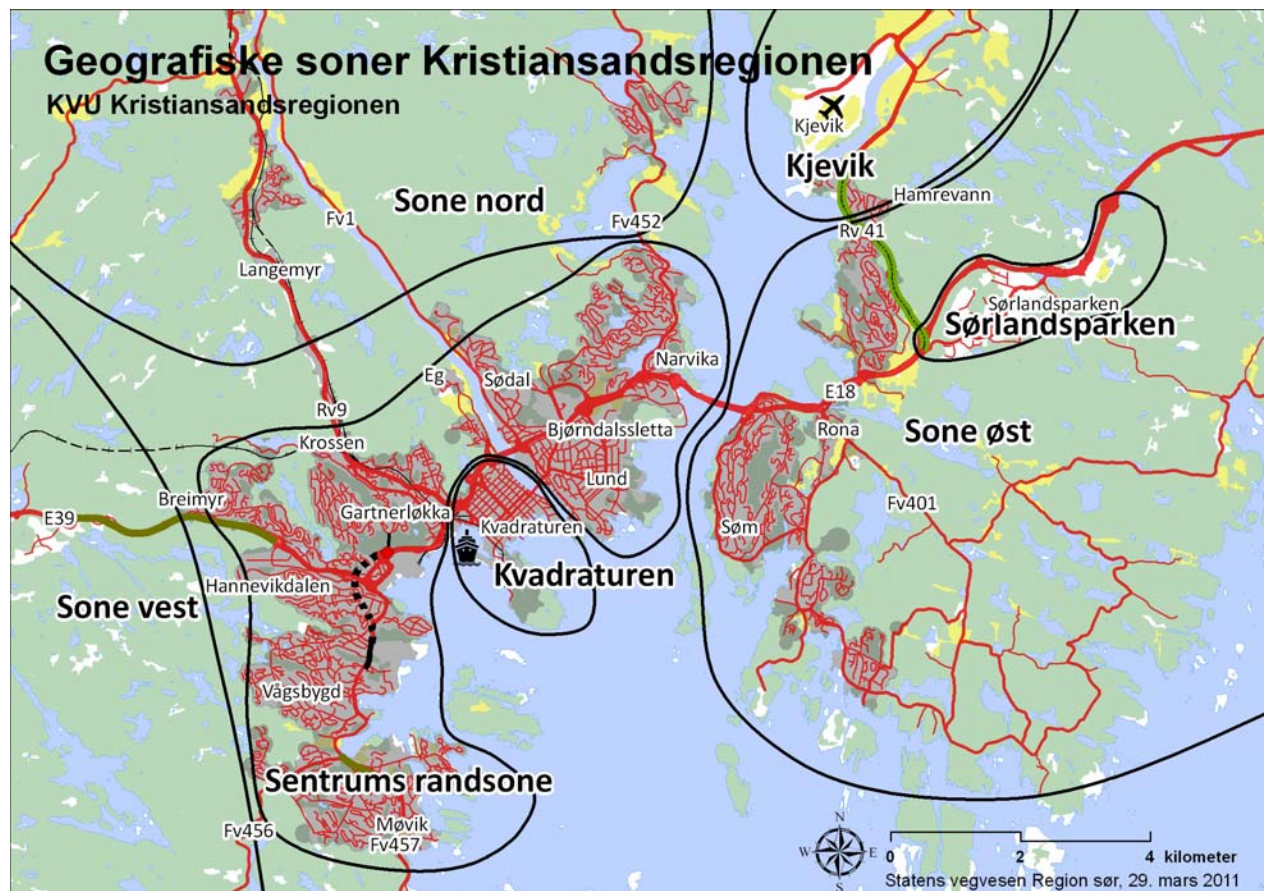 Geografiske soner Kristiansandsregionen
KVU Kristiansandsregionen
Kjevik
Kjevik
Hamrevann
Sone nord
Fv1
Fv452
Rv 41
Langemyr
Sørlandsparken
Sørlandsparken
Narvika
Eg
Sødal
E18
Rv9
Bjørndalssletta
Rona
Sone øst
Krossen
Lund
Breimyr
Gartnerløkka
Kvadraturen
Fv401
E39
Søm
Hannevikdalen
Kvadraturen
Sone vest
Vågsbygd
Sentrums randsone
Fv456
Møvik
Fv457
N
W E
S
0 2 4 kilometer
Statens vegvesen Region sør, 29. mars 2011